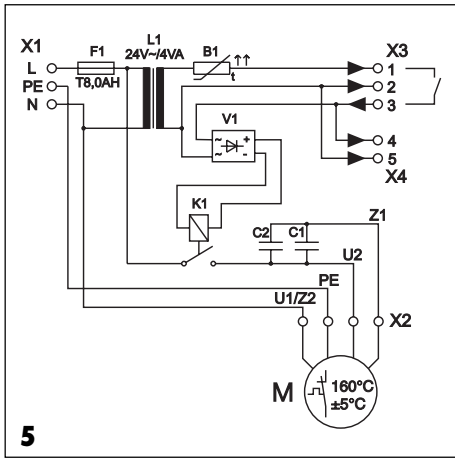 X1
L
PE
N
F1
T8,0AH
L1
24V~/4VA
B1
t
X3
1
2
3
4
5
X4
V1
~ +
~ -
K1
C2 C1
Z1
U2
PE
U1/Z2
X2
M
160°C
±5°C
5